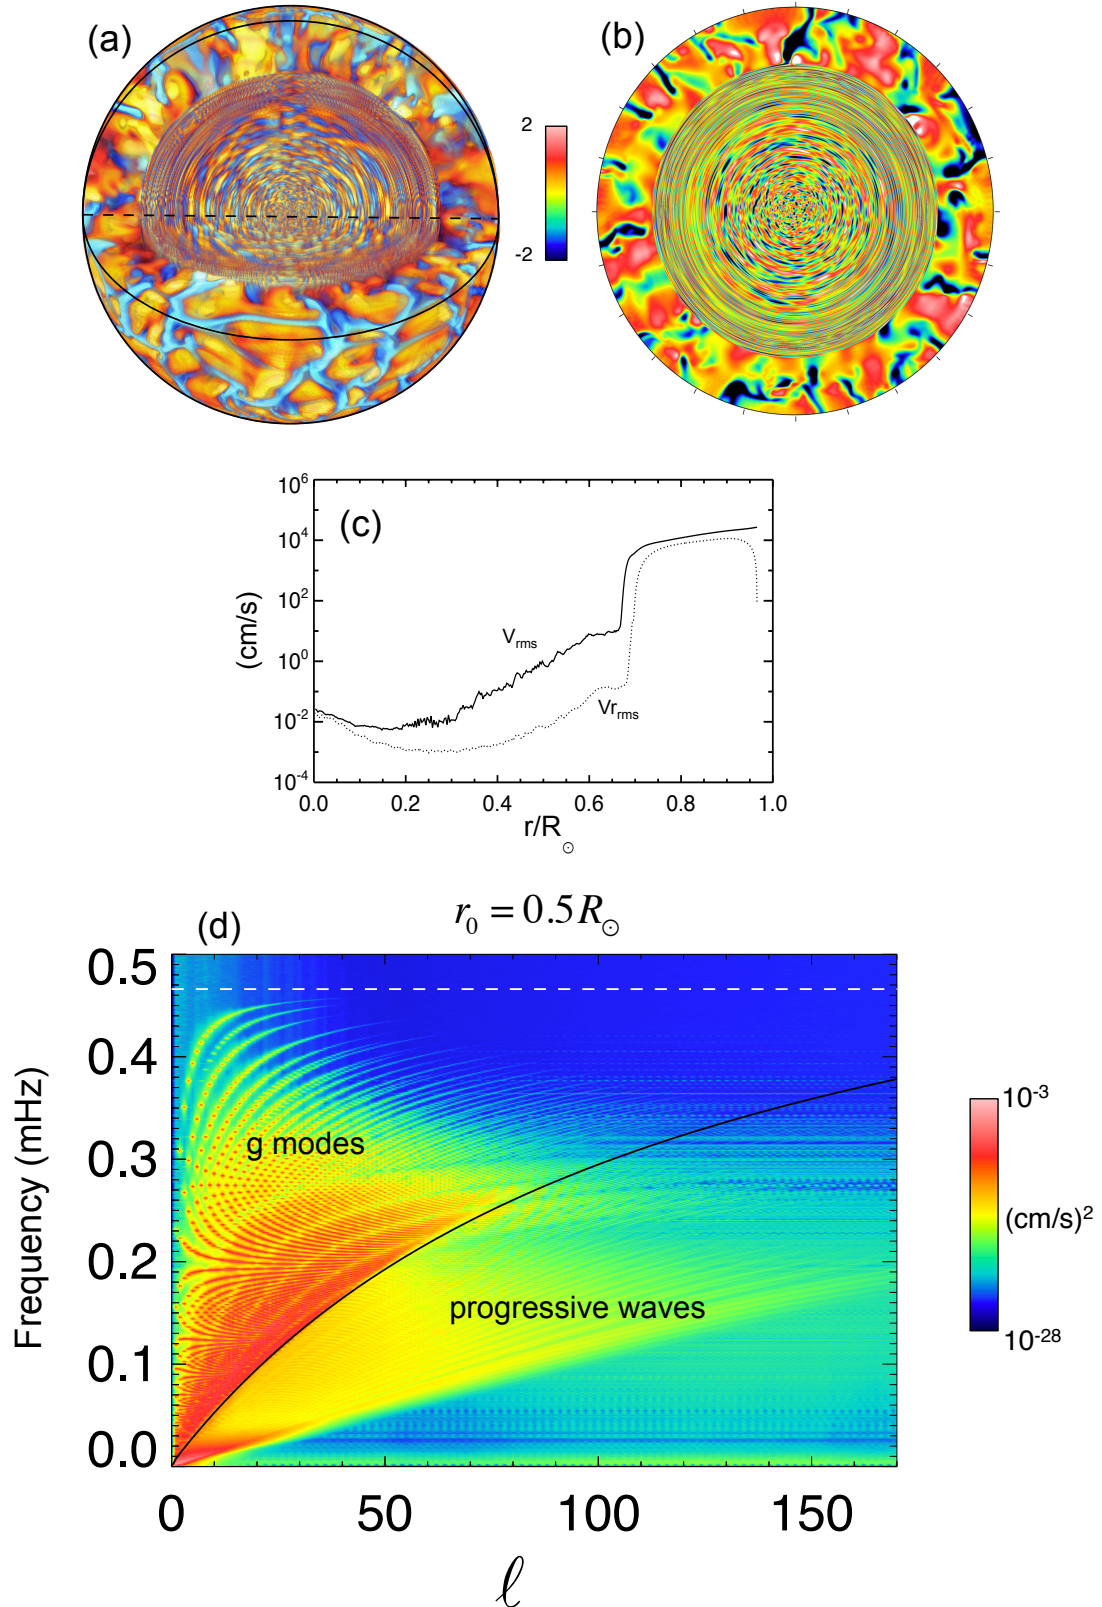 (a)
(b)
2
-2
(c)
10^6
10^4
10^2
10^0
10^-2
10^-4
(cm/s)
V_rms
Vr_rms
0.0 0.2 0.4 0.6 0.8 1.0
r/R_☉
(d)
r_0 = 0.5R_☉
0.5
0.4
0.3
0.2
0.1
0.0
Frequency (mHz)
g modes
progressive waves
10^-3
(cm/s)^2
10^-28
0 50 100 150
ℓ